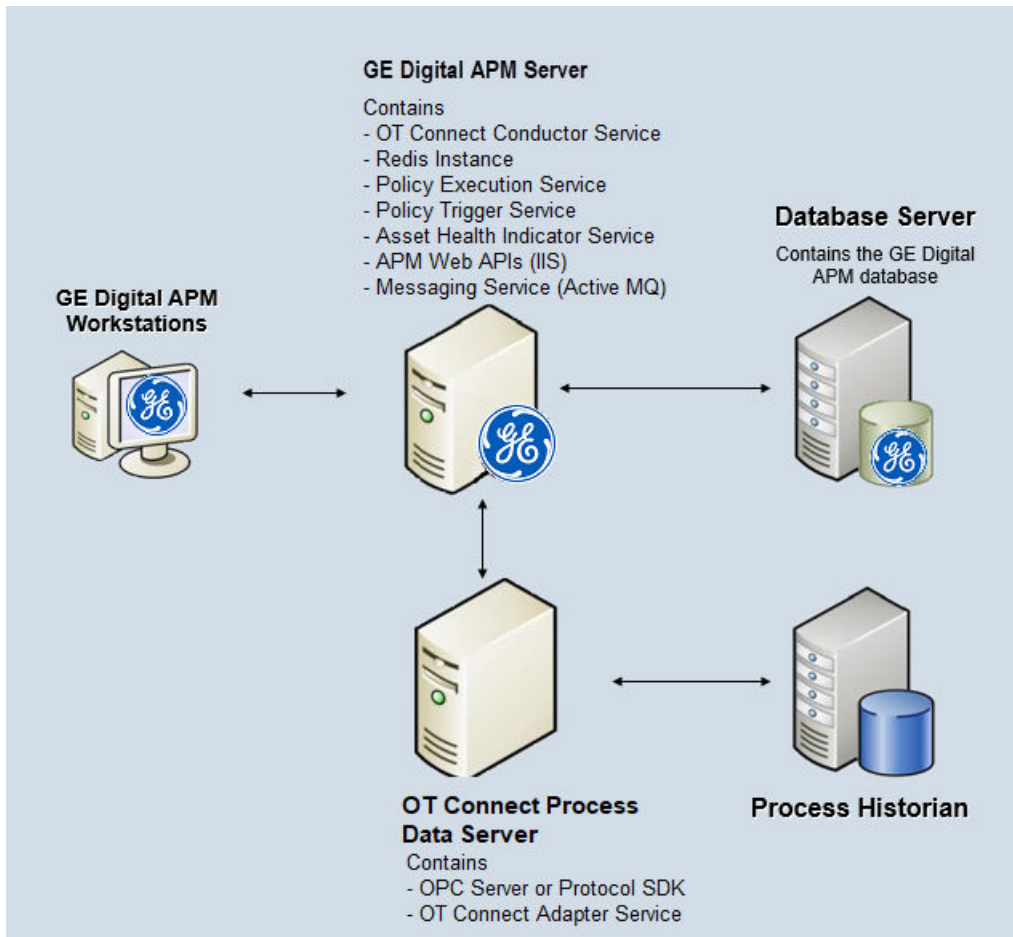 GE Digital APM Server
Contains
- OT Connect Conductor Service
- Redis Instance
- Policy Execution Service
- Policy Trigger Service
- Asset Health Indicator Service
- APM Web APIs (IIS)
- Messaging Service (Active MQ)
Database Server
Contains the GE Digital
APM database
GE Digital APM
Workstations
GE
GE
GE
OT Connect Process
Data Server
Contains
- OPC Server or Protocol SDK
- OT Connect Adapter Service
Process Historian